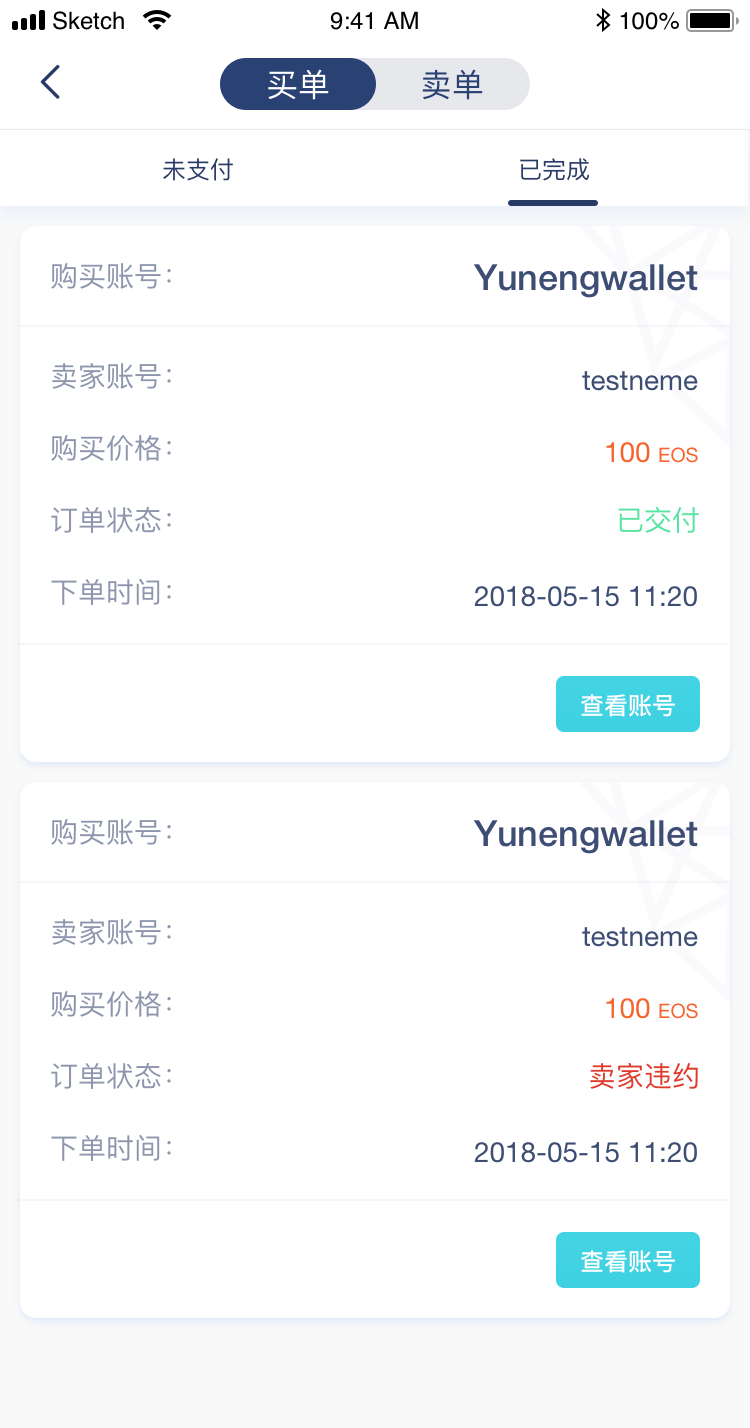 Sketch 9:41 AM 100%
买单 卖单
未支付 已完成
购买账号： Yunengwallet
卖家账号： testneme
购买价格： 100 EOS
订单状态： 已交付
下单时间： 2018-05-15 11:20
查看账号
购买账号： Yunengwallet
卖家账号： testneme
购买价格： 100 EOS
订单状态： 卖家违约
下单时间： 2018-05-15 11:20
查看账号